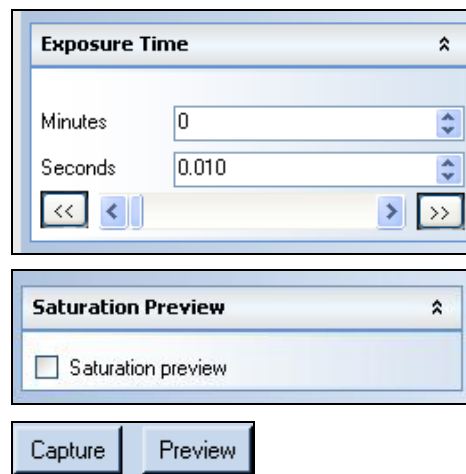 Exposure Time
Minutes 0
Seconds 0.010
<< >>
Saturation Preview
Saturation preview
Capture Preview